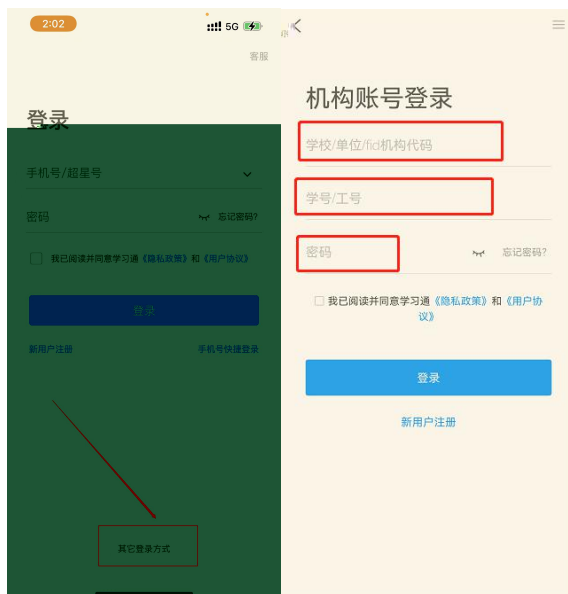 2:02
5G
客服
登录
手机号/超星号
密码
忘记密码?
我已阅读并同意学习通《隐私政策》和《用户协议》
登录
新用户注册
手机号快捷登录
其它登录方式
机构账号登录
学校/单位/fid机构代码
学号/工号
密码
忘记密码?
我已阅读并同意学习通《隐私政策》和《用户协
议》
登录
新用户注册